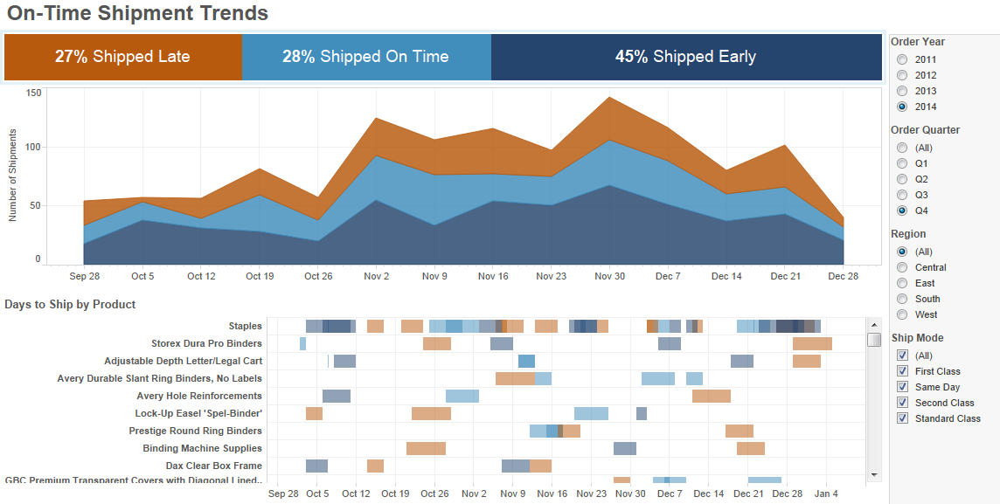 On-Time Shipment Trends
27% Shipped Late
28% Shipped On Time
45% Shipped Early
Number of Shipments
150
100
50
0
Sep 28 Oct 5 Oct 12 Oct 19 Oct 26 Nov 2 Nov 9 Nov 16 Nov 23 Nov 30 Dec 7 Dec 14 Dec 21 Dec 28
Days to Ship by Product
Staples
Storex Dura Pro Binders
Adjustable Depth Letter/Legal Cart
Avery Durable Slant Ring Binders, No Labels
Avery Hole Reinforcements
Lock-Up Easel 'Spel-Binder'
Prestige Round Ring Binders
Binding Machine Supplies
Dax Clear Box Frame
GBC Premium Transparent Covers with Diagonal Lined..
Sep 28 Oct 5 Oct 12 Oct 19 Oct 26 Nov 2 Nov 9 Nov 16 Nov 23 Nov 30 Dec 7 Dec 14 Dec 21 Dec 28 Jan 4
Order Year
2011
2012
2013
2014
Order Quarter
(All)
Q1
Q2
Q3
Q4
Region
(All)
Central
East
South
West
Ship Mode
(All)
First Class
Same Day
Second Class
Standard Class